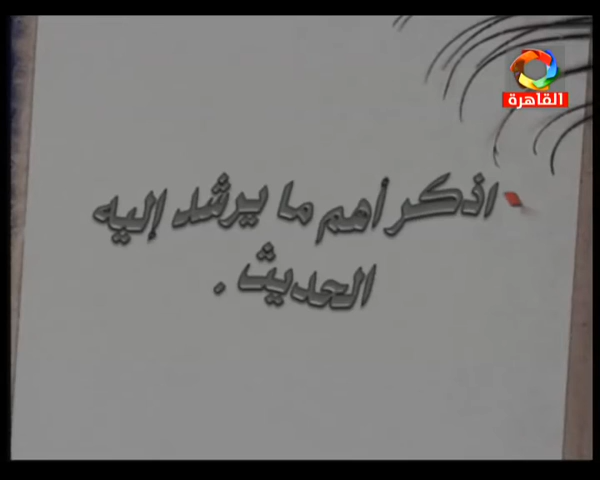 القاهرة
اذكر أهم ما يرشد إليه
الحديث.